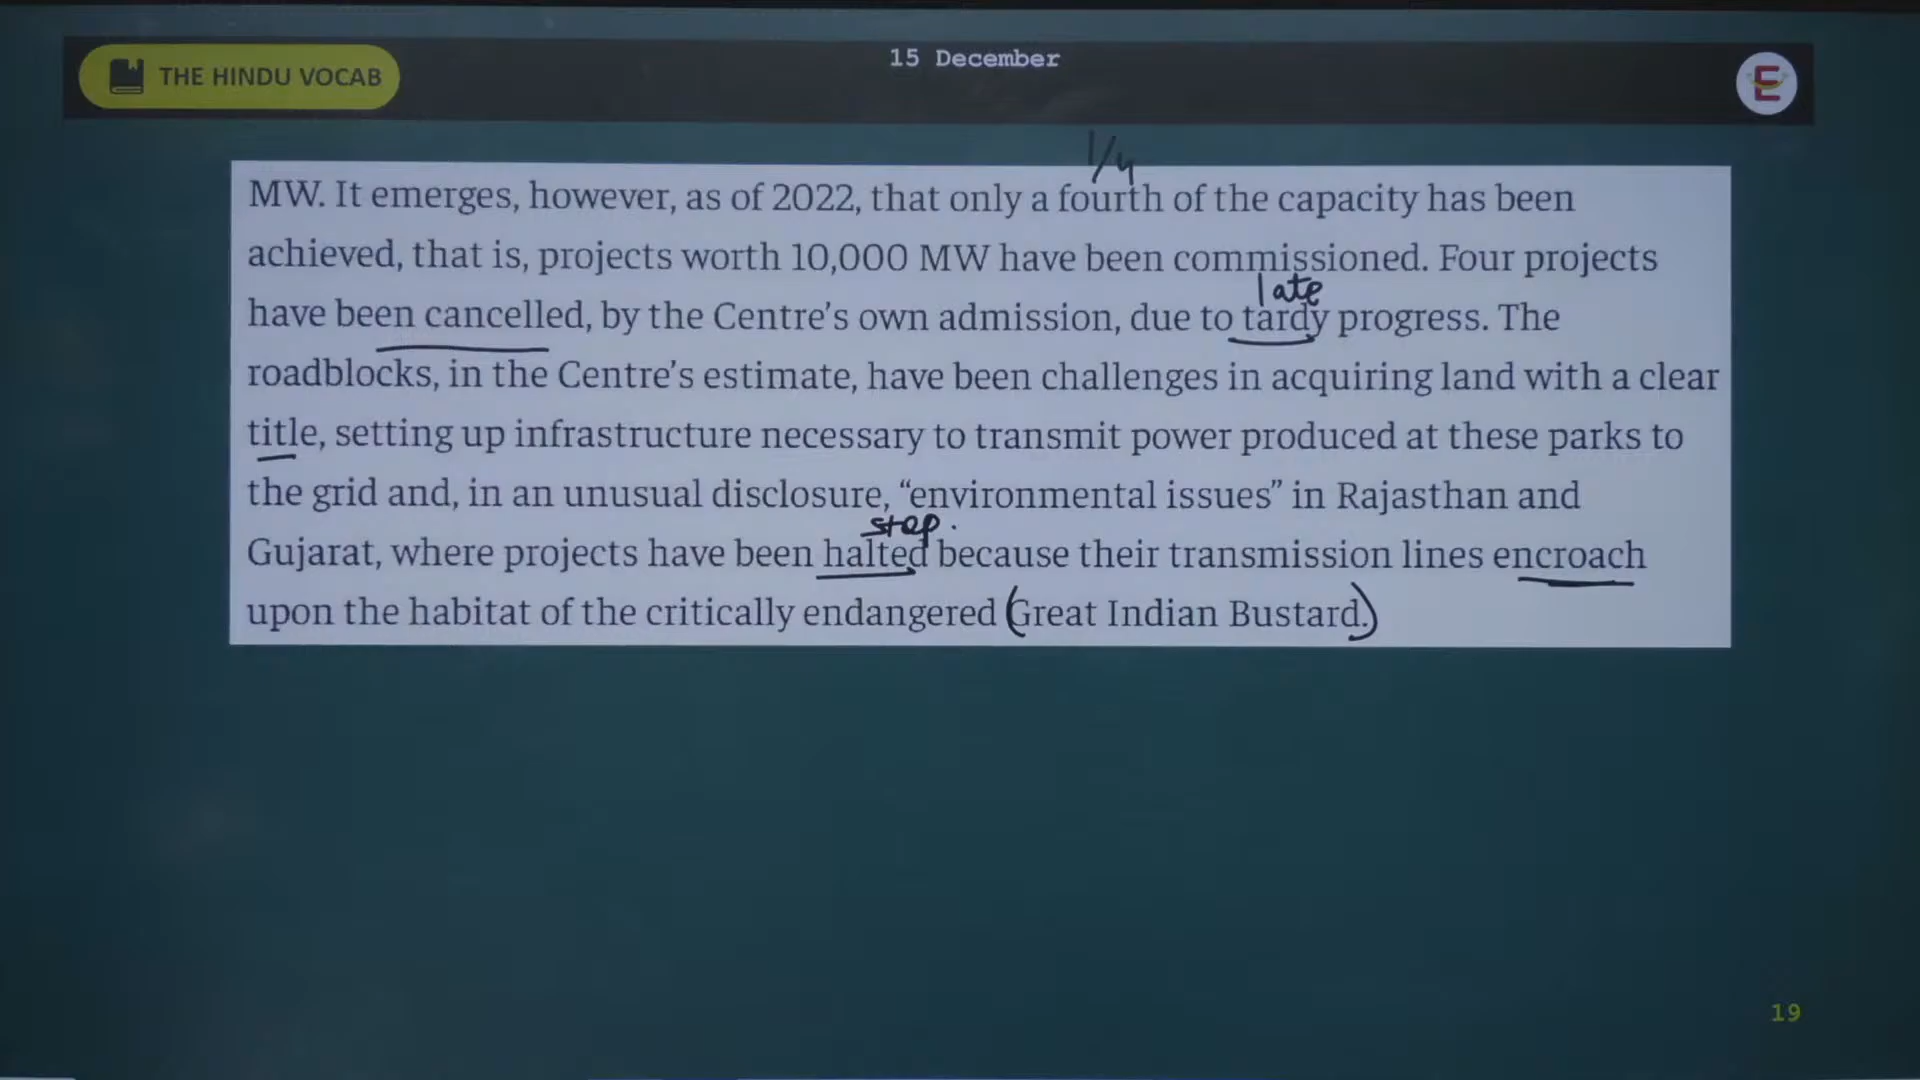 15 December
THE HINDU VOCAB
1/4
MW. It emerges, however, as of 2022, that only a fourth of the capacity has been
achieved, that is, projects worth 10,000 MW have been commissioned. Four projects
late
have been cancelled, by the Centre’s own admission, due to tardy progress. The
roadblocks, in the Centre’s estimate, have been challenges in acquiring land with a clear
title, setting up infrastructure necessary to transmit power produced at these parks to
the grid and, in an unusual disclosure, “environmental issues” in Rajasthan and
stop.
Gujarat, where projects have been halted because their transmission lines encroach
upon the habitat of the critically endangered (Great Indian Bustard.)
19